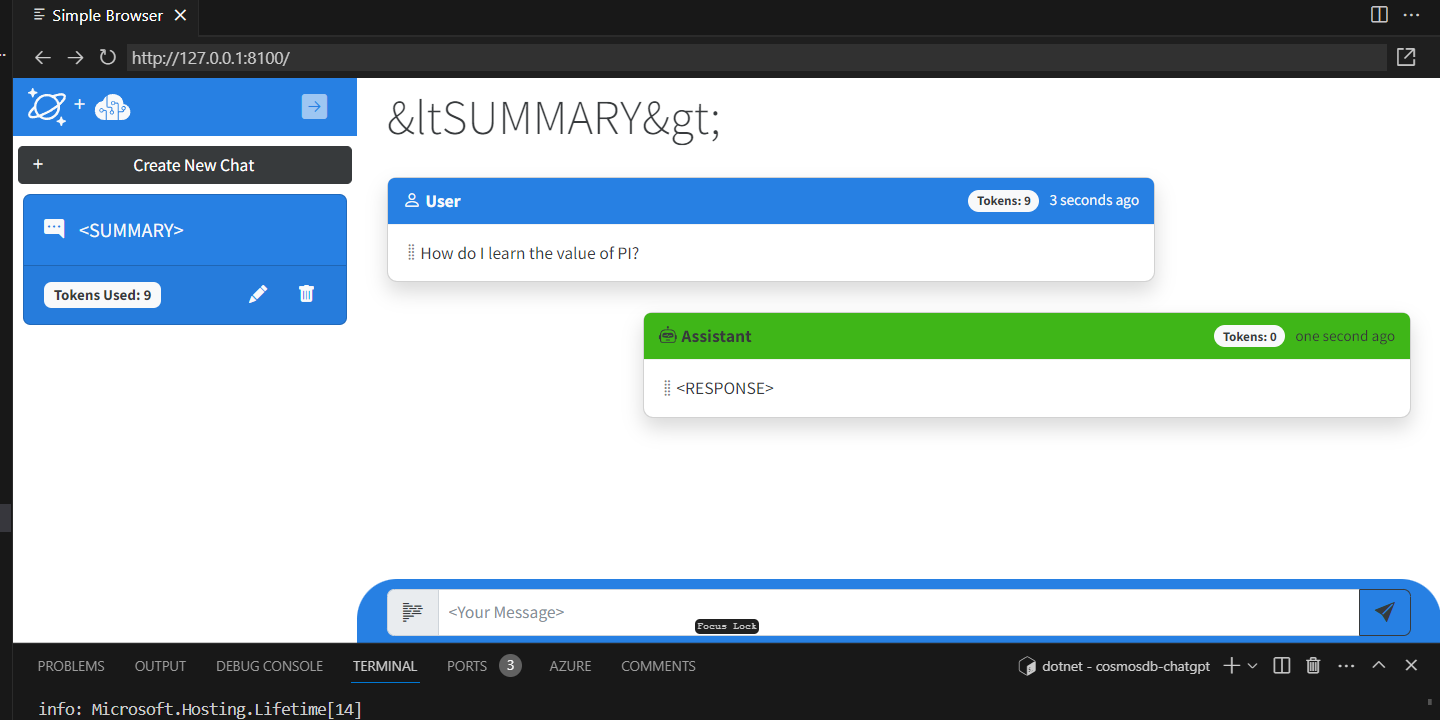 Simple Browser
http://127.0.0.1:8100/
+
&ltSUMMARY&gt;
+ Create New Chat
<SUMMARY>
Tokens Used: 9
User Tokens: 9 3 seconds ago
How do I learn the value of PI?
Assistant Tokens: 0 one second ago
<RESPONSE>
<Your Message>
Focus Lock
PROBLEMS OUTPUT DEBUG CONSOLE TERMINAL PORTS 3 AZURE COMMENTS dotnet - cosmosdb-chatgpt
info: Microsoft.Hosting.Lifetime[14]